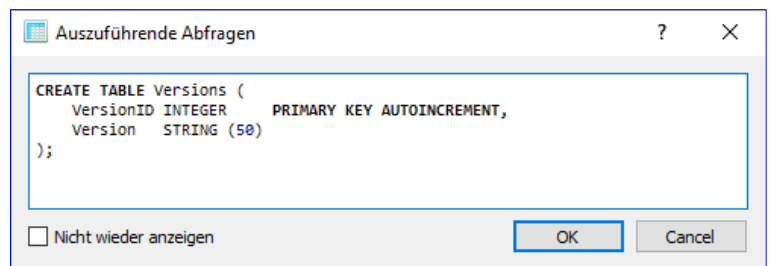 Auszuführende Abfragen ? X
CREATE TABLE Versions (
    VersionID INTEGER     PRIMARY KEY AUTOINCREMENT,
    Version   STRING (50)
);
Nicht wieder anzeigen OK Cancel